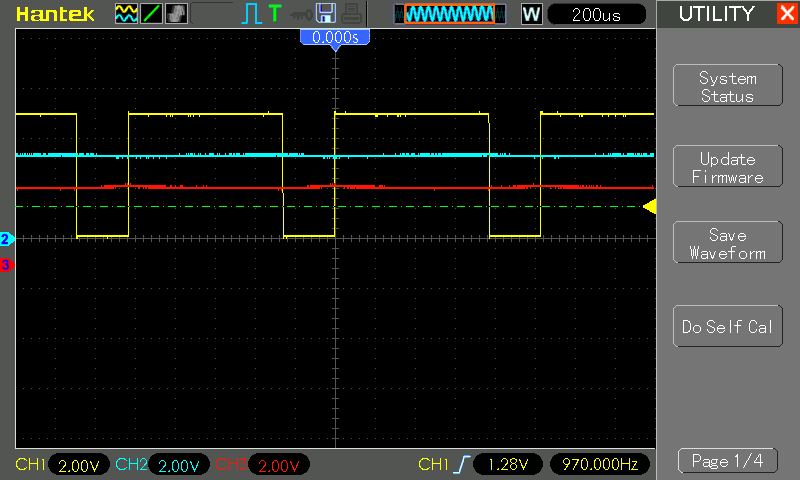 Hantek T W 200us UTILITY X
0.000s
System
Status
Update
Firmware
Save
Waveform
2
3
Do Self Cal
CH1 2.00V CH2 2.00V CH3 2.00V CH1 1.28V 970.000Hz Page 1/4